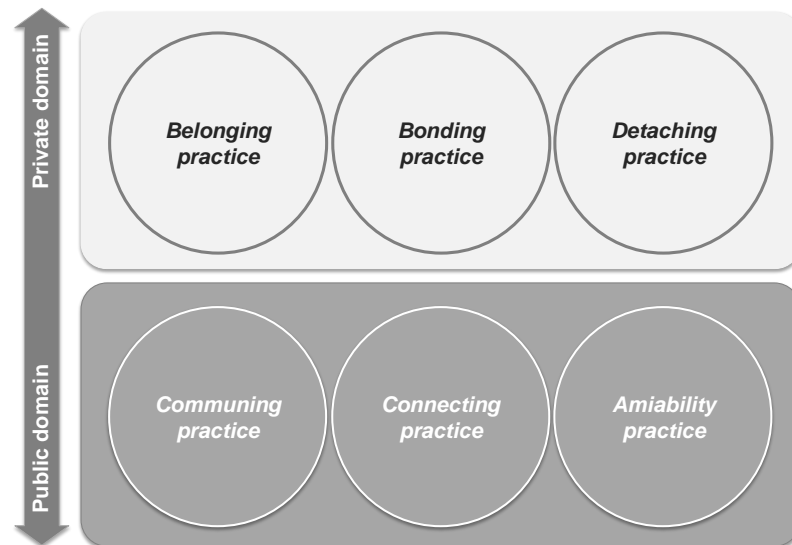 Private domain
Belonging
practice
Bonding
practice
Detaching
practice
Public domain
Communing
practice
Connecting
practice
Amiability
practice